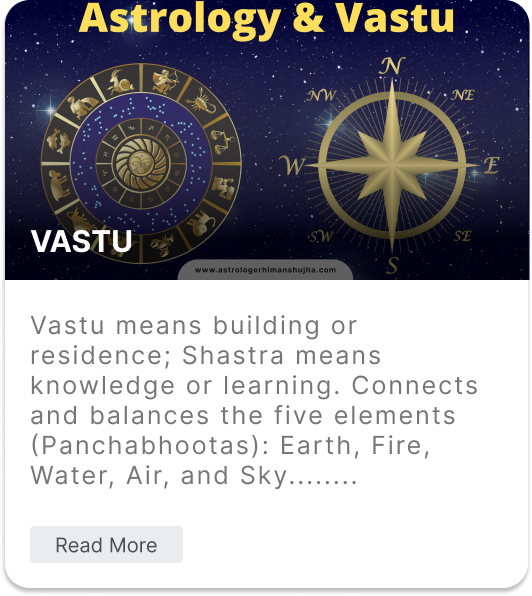 Astrology & Vastu
N
NW
NE
W
E
SW
SE
S
VASTU
www.astrologerhimanshujha.com
Vastu means building or
residence; Shastra means
knowledge or learning. Connects
and balances the five elements
(Panchabhootas): Earth, Fire,
Water, Air, and Sky........
Read More